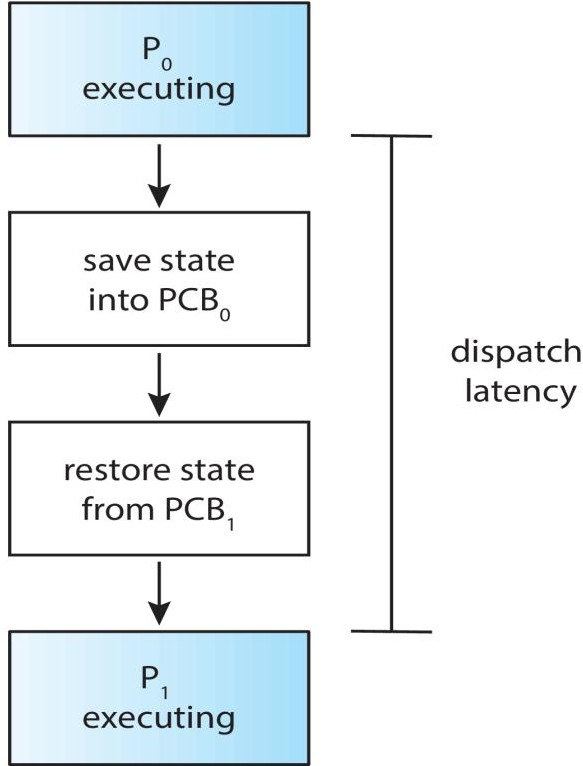 P₀
executing
save state
into PCB₀
restore state
from PCB₁
P₁
executing
dispatch
latency